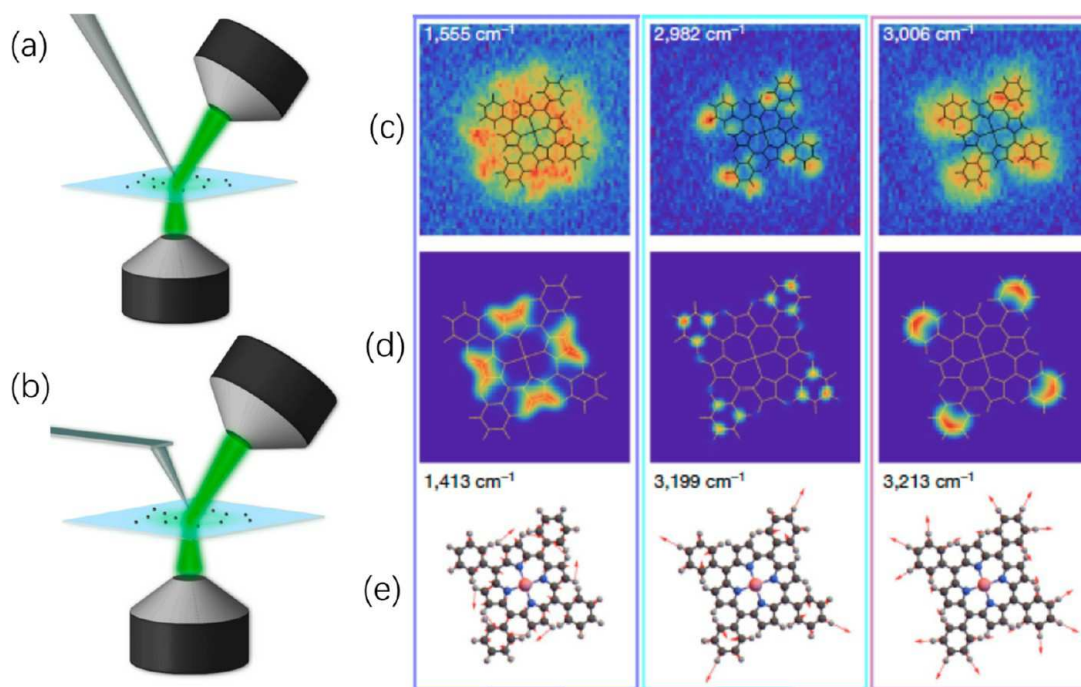 (a)
(b)
(c)
1,555 cm⁻¹
2,982 cm⁻¹
3,006 cm⁻¹
(d)
(e)
1,413 cm⁻¹
3,199 cm⁻¹
3,213 cm⁻¹